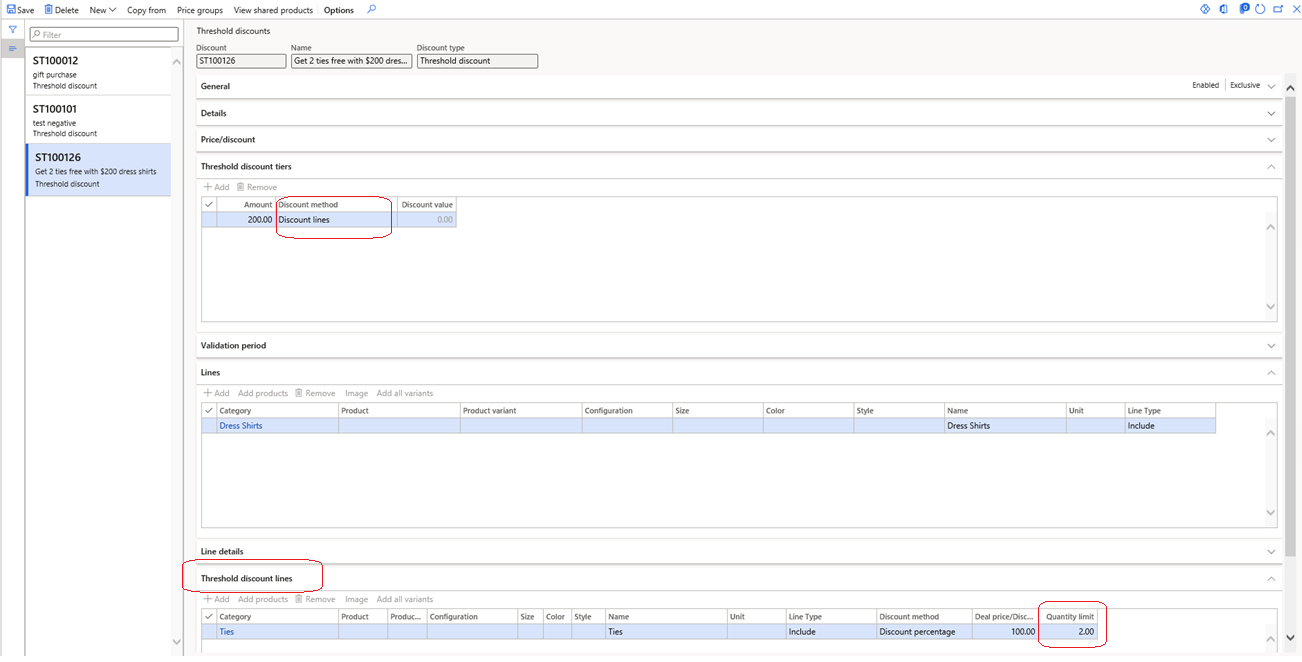 Save Delete New Copy from Price groups View shared products Options 0
Filter
ST100012
gift purchase
Threshold discount
ST100101
test negative
Threshold discount
ST100126
Get 2 ties free with $200 dress shirts
Threshold discount
Threshold discounts
Discount Name Discount type
ST100126 Get 2 ties free with $200 dres... Threshold discount
General Enabled Exclusive
Details
Price/discount
Threshold discount tiers
Add Remove
Amount Discount method Discount value
200.00 Discount lines 0.00
Validation period
Lines
Add Add products Remove Image Add all variants
Category Product Product variant Configuration Size Color Style Name Unit Line Type
Dress Shirts Dress Shirts Include
Line details
Threshold discount lines
Add Add products Remove Image Add all variants
Category Product Produc... Configuration Size Color Style Name Unit Line Type Discount method Deal price/Disc... Quantity limit
Ties Ties Include Discount percentage 100.00 2.00